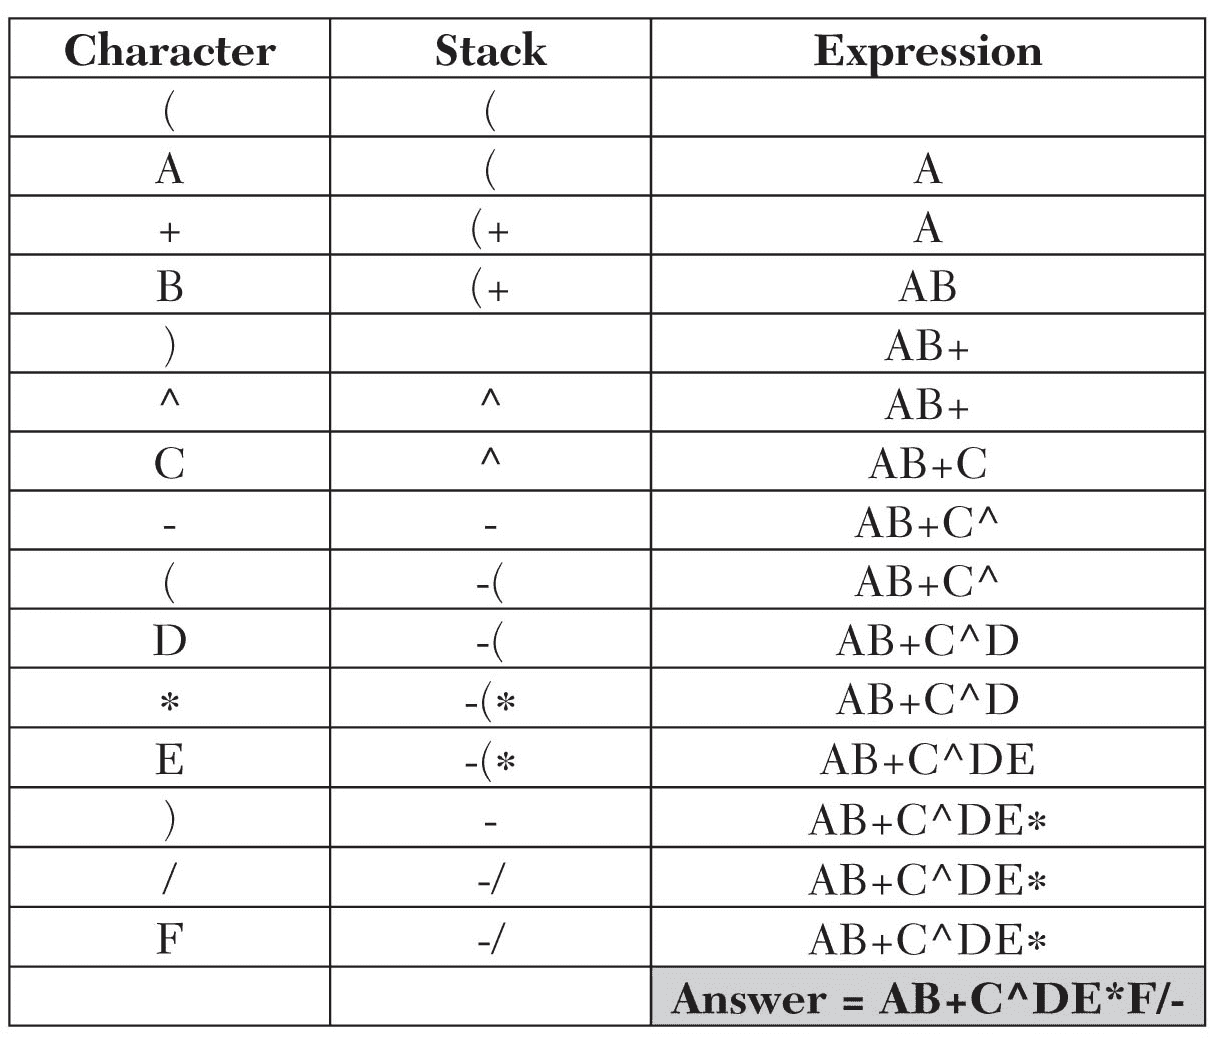 Character Stack Expression
( (
A ( A
+ (+ A
B (+ AB
) AB+
^ ^ AB+
C ^ AB+C
- - AB+C^
( -( AB+C^
D -( AB+C^D
* -(* AB+C^D
E -(* AB+C^DE
) - AB+C^DE*
/ -/ AB+C^DE*
F -/ AB+C^DE*
Answer = AB+C^DE*F/-